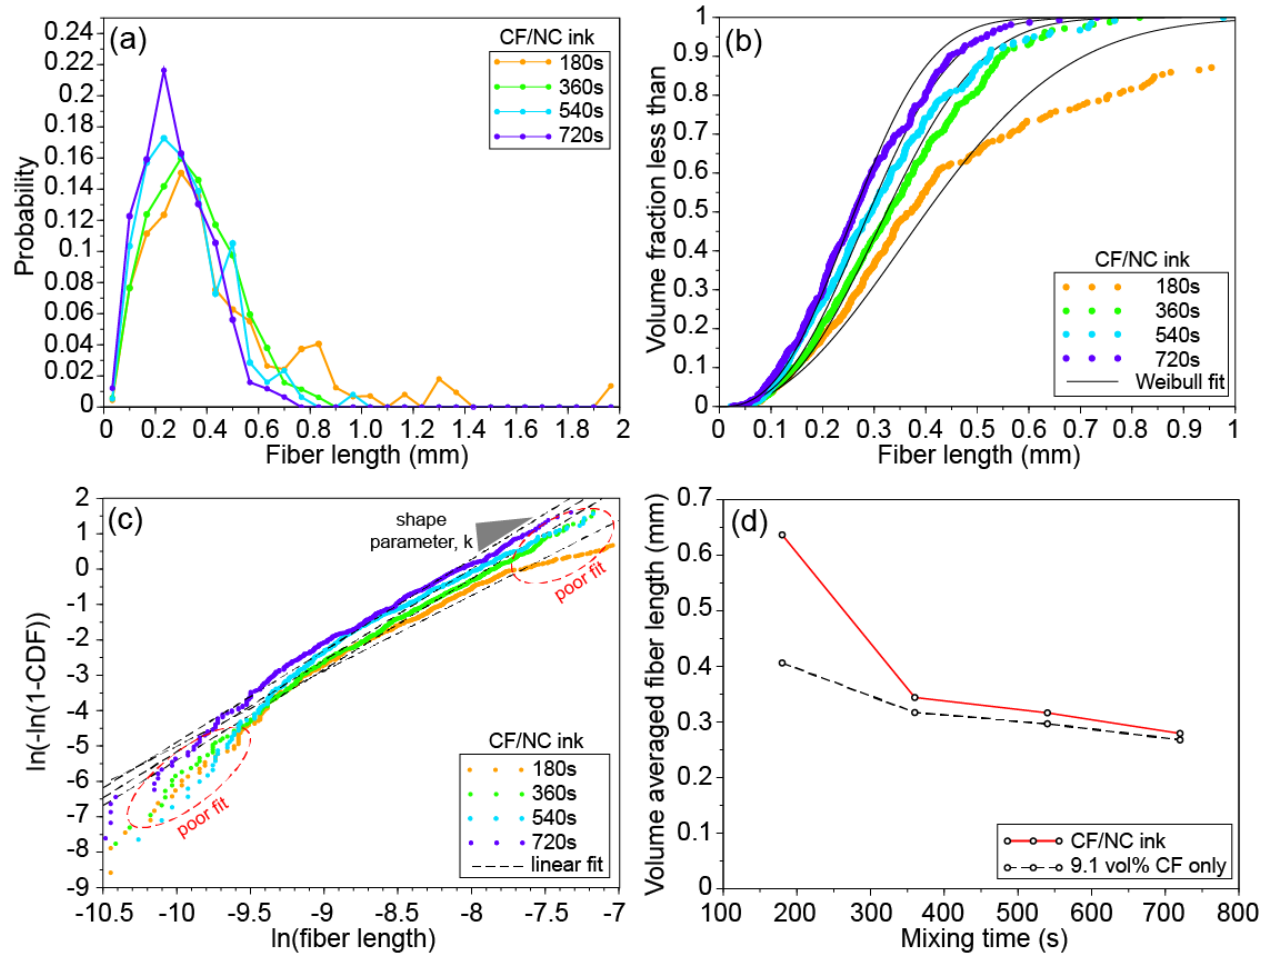 (a)
Probability
0.24
0.22
0.2
0.18
0.16
0.14
0.12
0.1
0.08
0.06
0.04
0.02
0
0 0.2 0.4 0.6 0.8 1 1.2 1.4 1.6 1.8 2
Fiber length (mm)
CF/NC ink
180s
360s
540s
720s
(b)
Volume fraction less than
1
0.9
0.8
0.7
0.6
0.5
0.4
0.3
0.2
0.1
0
0 0.1 0.2 0.3 0.4 0.5 0.6 0.7 0.8 0.9 1
Fiber length (mm)
CF/NC ink
180s
360s
540s
720s
Weibull fit
(c)
ln(-ln(1-CDF))
2
1
0
-1
-2
-3
-4
-5
-6
-7
-8
-9
-10.5 -10 -9.5 -9 -8.5 -8 -7.5 -7
ln(fiber length)
shape
parameter, k
poor fit
poor fit
CF/NC ink
180s
360s
540s
720s
linear fit
(d)
Volume averaged fiber length (mm)
0.7
0.6
0.5
0.4
0.3
0.2
0.1
0
100 200 300 400 500 600 700 800
Mixing time (s)
CF/NC ink
9.1 vol% CF only